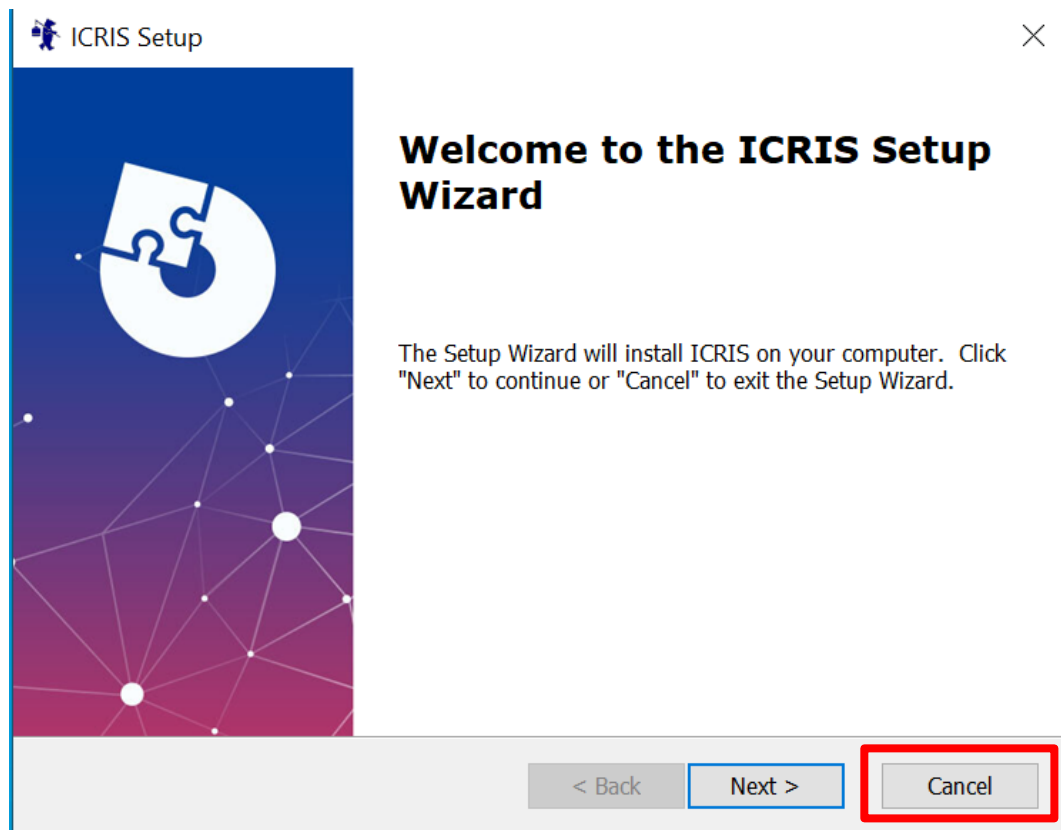 ICRIS Setup
Welcome to the ICRIS Setup
Wizard
The Setup Wizard will install ICRIS on your computer.  Click
"Next" to continue or "Cancel" to exit the Setup Wizard.
< Back
Next >
Cancel